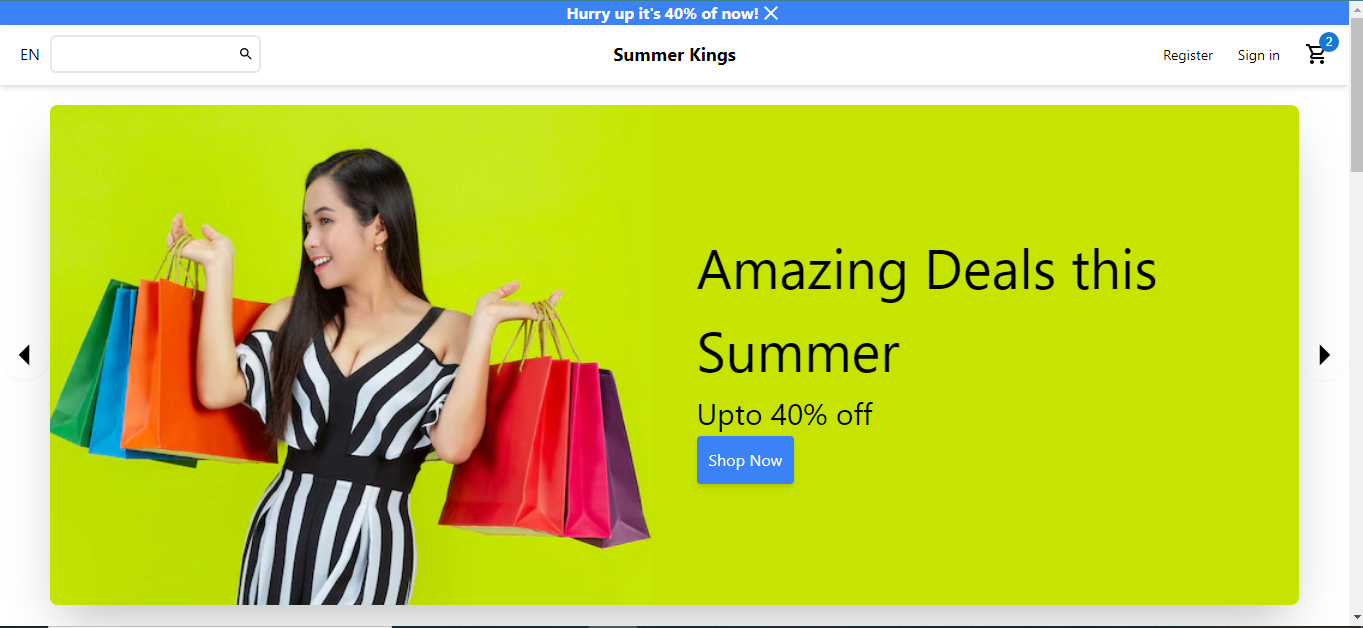 Hurry up it's 40% of now!
EN
Summer Kings
Register
Sign in
2
Amazing Deals this
Summer
Upto 40% off
Shop Now